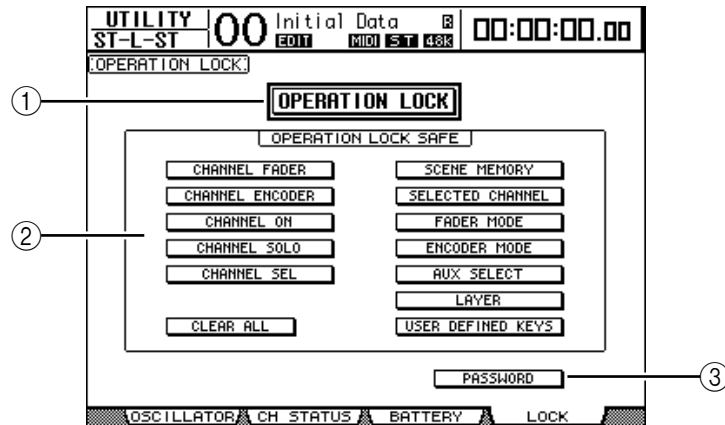 UTILITY 00 Initial Data R 00:00:00.00
ST-L-ST EDIT MIDI ST 48K
OPERATION LOCK
1 OPERATION LOCK
OPERATION LOCK SAFE
CHANNEL FADER SCENE MEMORY
CHANNEL ENCODER SELECTED CHANNEL
2 CHANNEL ON FADER MODE
CHANNEL SOLO ENCODER MODE
CHANNEL SEL AUX SELECT
LAYER
CLEAR ALL USER DEFINED KEYS
PASSWORD 3
OSCILLATOR CH STATUS BATTERY LOCK